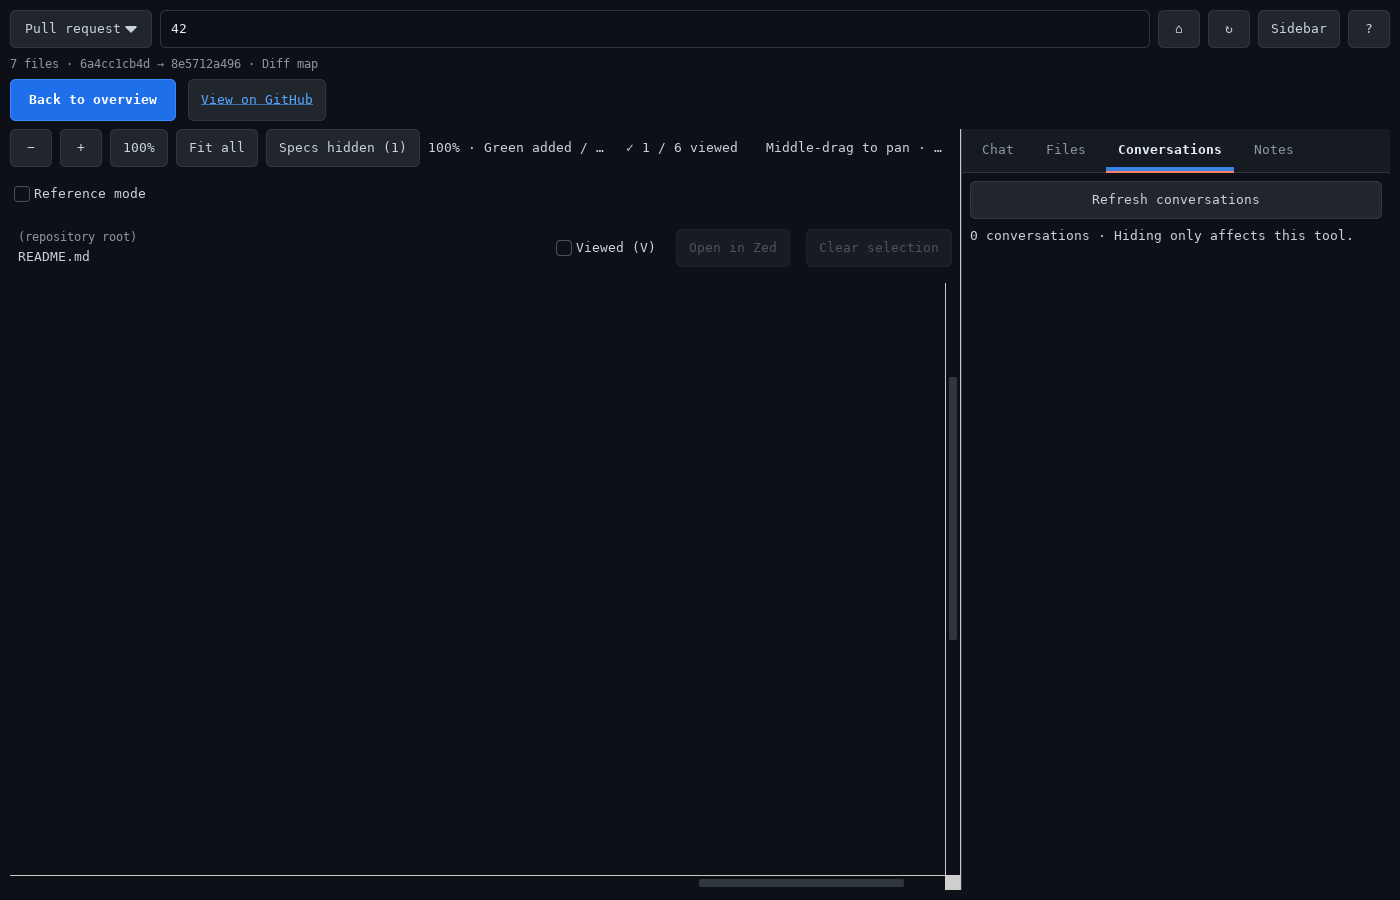 Pull request
42
⌂
↻
Sidebar
?
7 files · 6a4cc1cb4d → 8e5712a496 · Diff map
Back to overview
View on GitHub
−
+
100%
Fit all
Specs hidden (1)
100% · Green added / …
✓ 1 / 6 viewed
Middle-drag to pan · …
Reference mode
(repository root)
README.md
Viewed (V)
Open in Zed
Clear selection
Chat
Files
Conversations
Notes
Refresh conversations
0 conversations · Hiding only affects this tool.